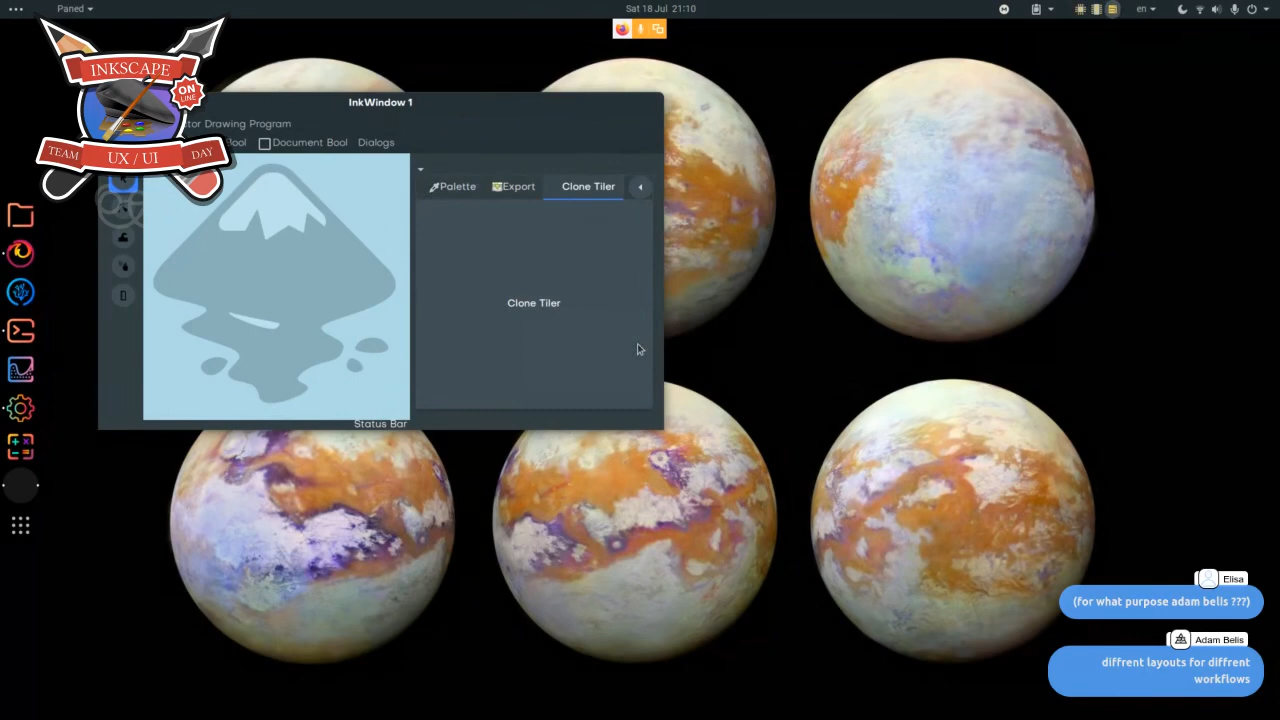 Paned
Sat 18 Jul 21:10
en
INKSCAPE
ON
LINE
TEAM
UX / UI
DAY
InkWindow 1
ctor Drawing Program
Bool
Document Bool
Dialogs
Palette
Export
Clone Tiler
Clone Tiler
Status Bar
Elisa
(for what purpose adam belis ???)
Adam Belis
diffrent layouts for diffrent
workflows